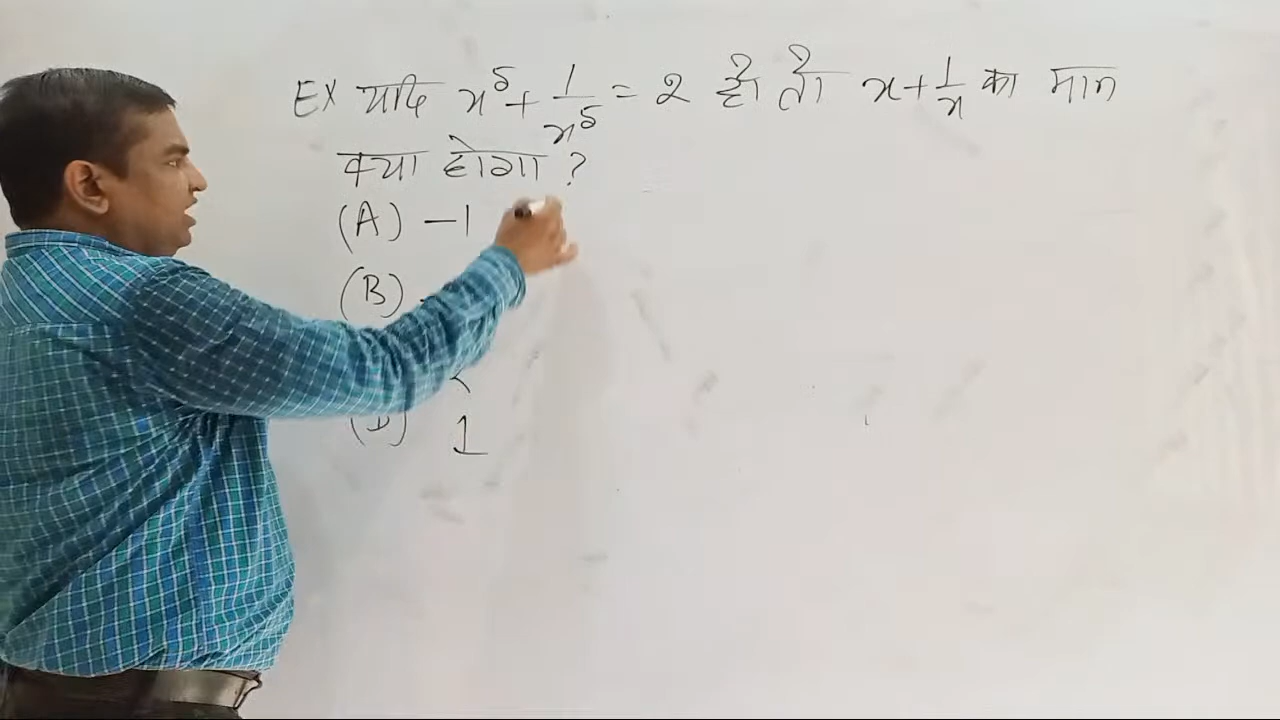 EX यदि x⁵ + 1/x⁵ = 2 हो तो x + 1/x का मान
क्या होगा ?
(A) -1
(B) -
(D) 1